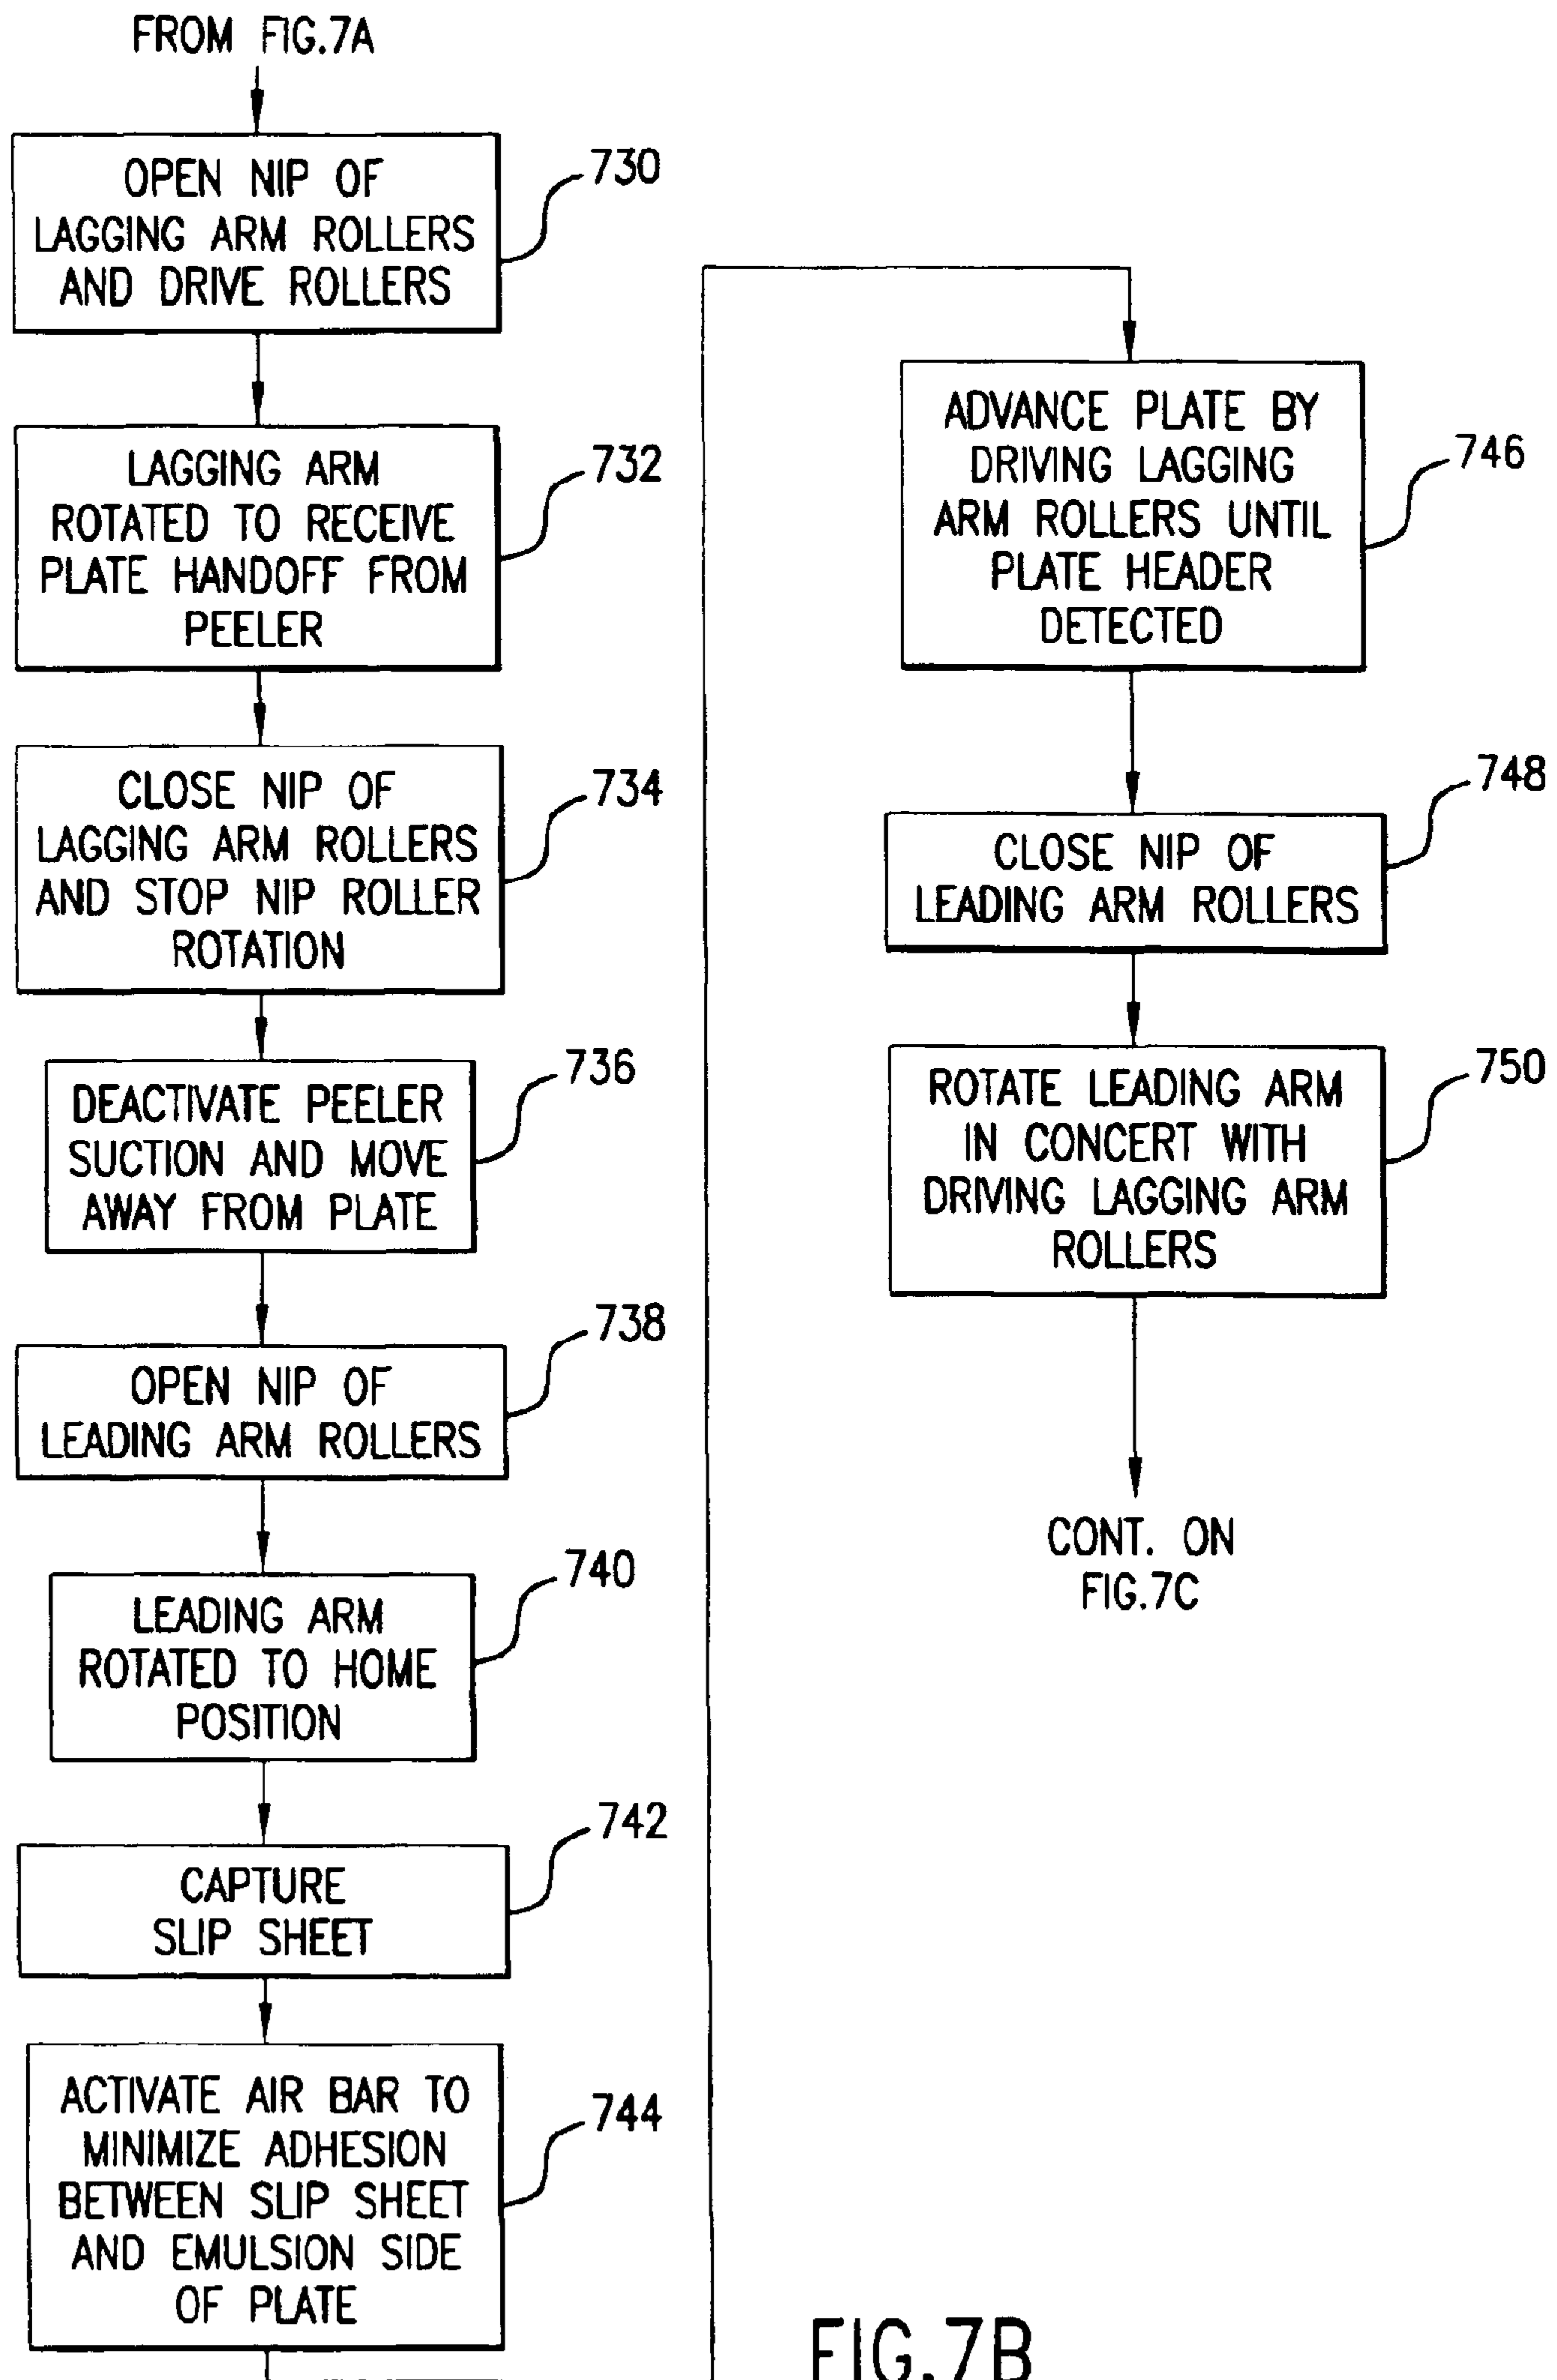 FROM FIG.7A
OPEN NIP OF
LAGGING ARM ROLLERS
AND DRIVE ROLLERS
730
LAGGING ARM
ROTATED TO RECEIVE
PLATE HANDOFF FROM
PEELER
732
CLOSE NIP OF
LAGGING ARM ROLLERS
AND STOP NIP ROLLER
ROTATION
734
DEACTIVATE PEELER
SUCTION AND MOVE
AWAY FROM PLATE
736
OPEN NIP OF
LEADING ARM ROLLERS
738
LEADING ARM
ROTATED TO HOME
POSITION
740
CAPTURE
SLIP SHEET
742
ACTIVATE AIR BAR TO
MINIMIZE ADHESION
BETWEEN SLIP SHEET
AND EMULSION SIDE
OF PLATE
744
ADVANCE PLATE BY
DRIVING LAGGING
ARM ROLLERS UNTIL
PLATE HEADER
DETECTED
746
CLOSE NIP OF
LEADING ARM ROLLERS
748
ROTATE LEADING ARM
IN CONCERT WITH
DRIVING LAGGING ARM
ROLLERS
750
CONT. ON
FIG.7C
FIG.7B